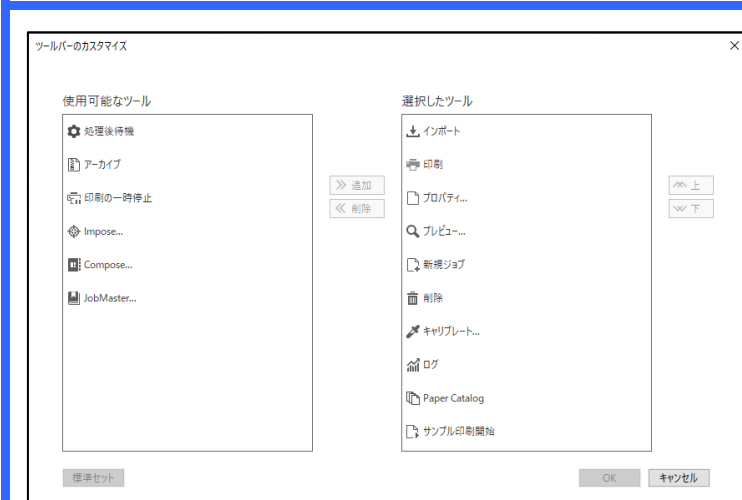 ツールバーのカスタマイズ
使用可能なツール
処理後待機
アーカイブ
印刷の一時停止
Impose...
Compose...
JobMaster...
追加
削除
選択したツール
インポート
印刷
プロパティ...
プレビュー...
新規ジョブ
削除
キャリブレート...
ログ
Paper Catalog
サンプル印刷開始
上
下
標準セット
OK
キャンセル